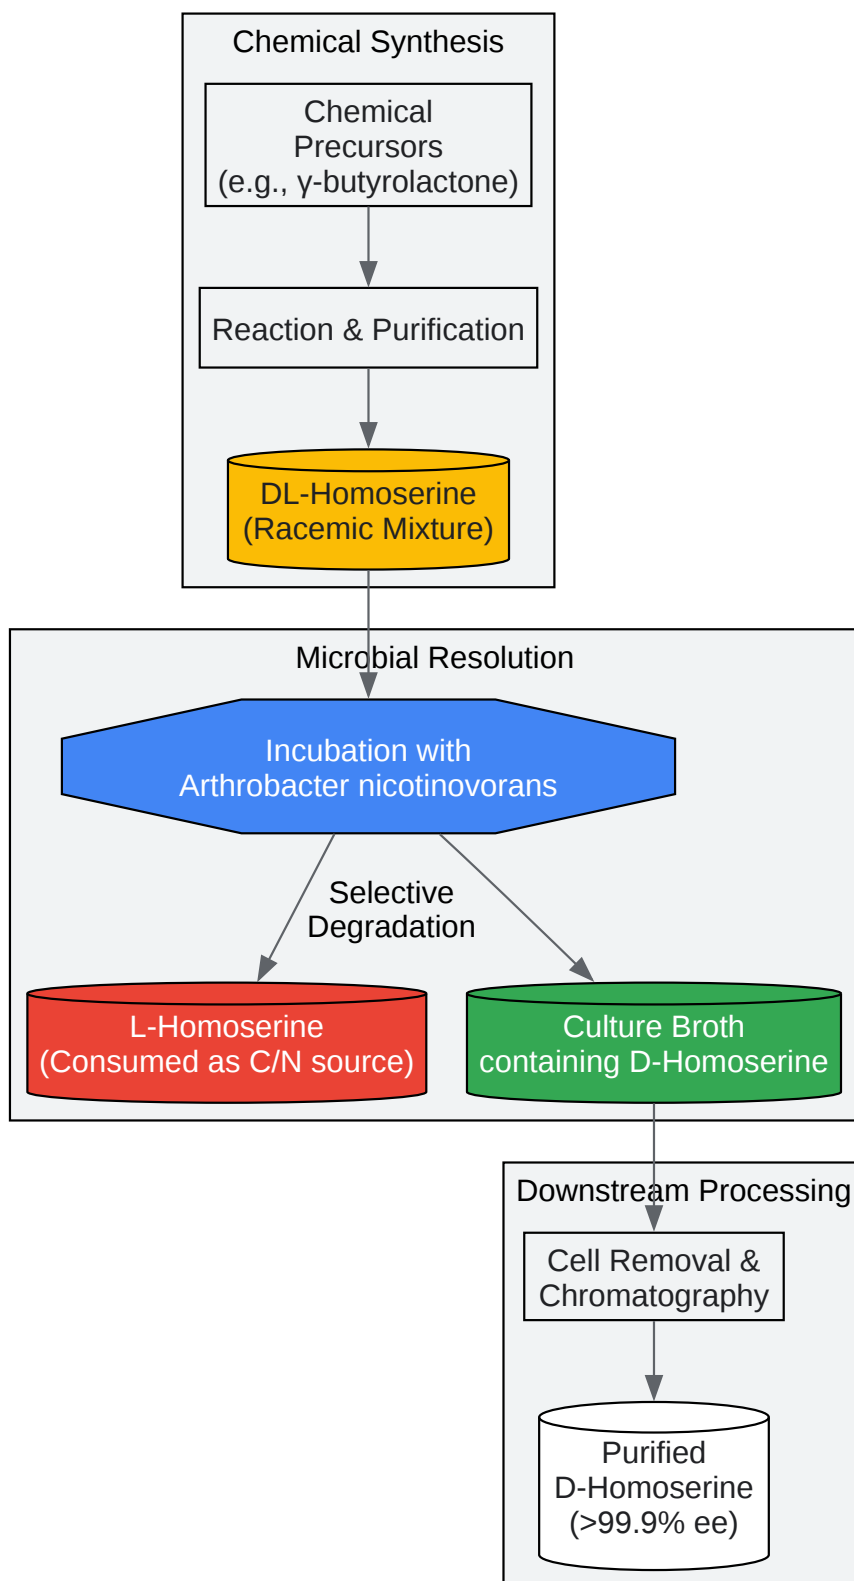 Chemical Synthesis
Chemical
Precursors
(e.g., γ-butyrolactone)
Reaction & Purification
DL-Homoserine
(Racemic Mixture)
Microbial Resolution
Incubation with
Arthrobacter nicotinovorans
Selective
Degradation
L-Homoserine
(Consumed as C/N source)
Culture Broth
containing D-Homoserine
Downstream Processing
Cell Removal &
Chromatography
Purified
D-Homoserine
(>99.9% ee)